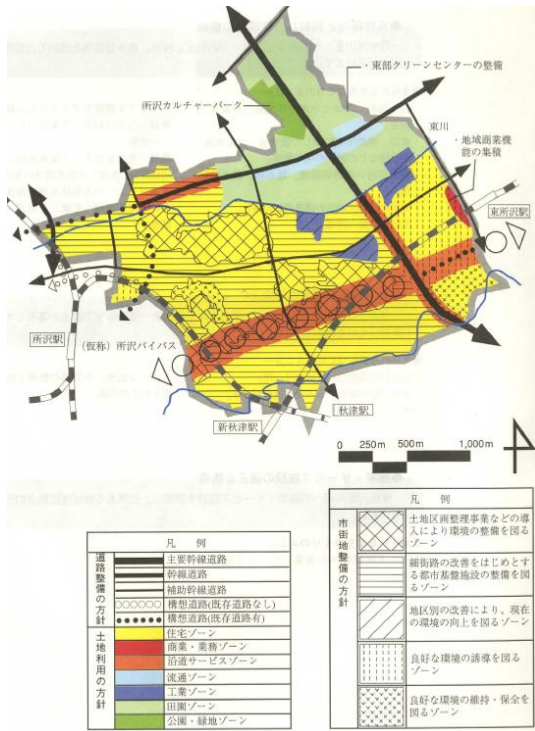 ・東部クリーンセンターの整備
所沢カルチャーパーク
東川
・地域商業機
能の集積
東所沢駅
所沢駅
(仮称)所沢バイパス
新秋津駅
秋津駅
0 250m 500m 1,000m
凡例
道路整備の方針
主要幹線道路
幹線道路
補助幹線道路
構想道路(既存道路なし)
構想道路(既存道路有)
土地利用の方針
住宅ゾーン
商業・業務ゾーン
沿道サービスゾーン
流通ゾーン
工業ゾーン
田園ゾーン
公園・緑地ゾーン
凡例
市街地整備の方針
土地区画整理事業などの導
入により環境の整備を図る
ゾーン
細街路の改善をはじめとす
る都市基盤施設の整備を図
るゾーン
地区別の改善により、現在
の環境の向上を図るゾーン
良好な環境の誘導を図る
ゾーン
良好な環境の維持・保全を
図るゾーン